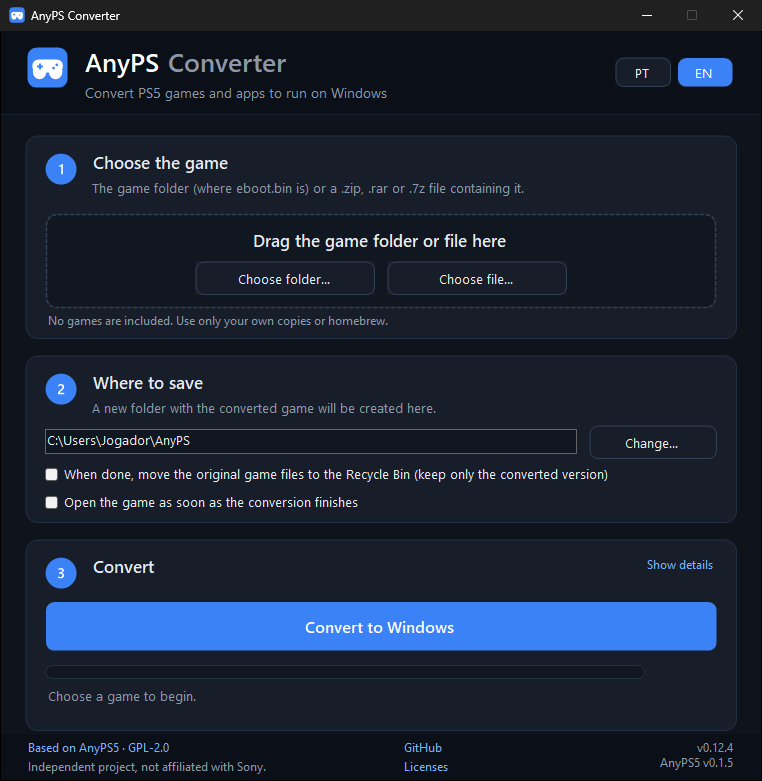 AnyPS Converter
AnyPS Converter
Convert PS5 games and apps to run on Windows
PT
EN
1
Choose the game
The game folder (where eboot.bin is) or a .zip, .rar or .7z file containing it.
Drag the game folder or file here
Choose folder...
Choose file...
No games are included. Use only your own copies or homebrew.
2
Where to save
A new folder with the converted game will be created here.
C:\Users\Jogador\AnyPS
Change...
When done, move the original game files to the Recycle Bin (keep only the converted version)
Open the game as soon as the conversion finishes
3
Convert
Show details
Convert to Windows
Choose a game to begin.
Based on AnyPS5 · GPL-2.0
GitHub
v0.12.4
Independent project, not affiliated with Sony.
Licenses
AnyPS5 v0.1.5